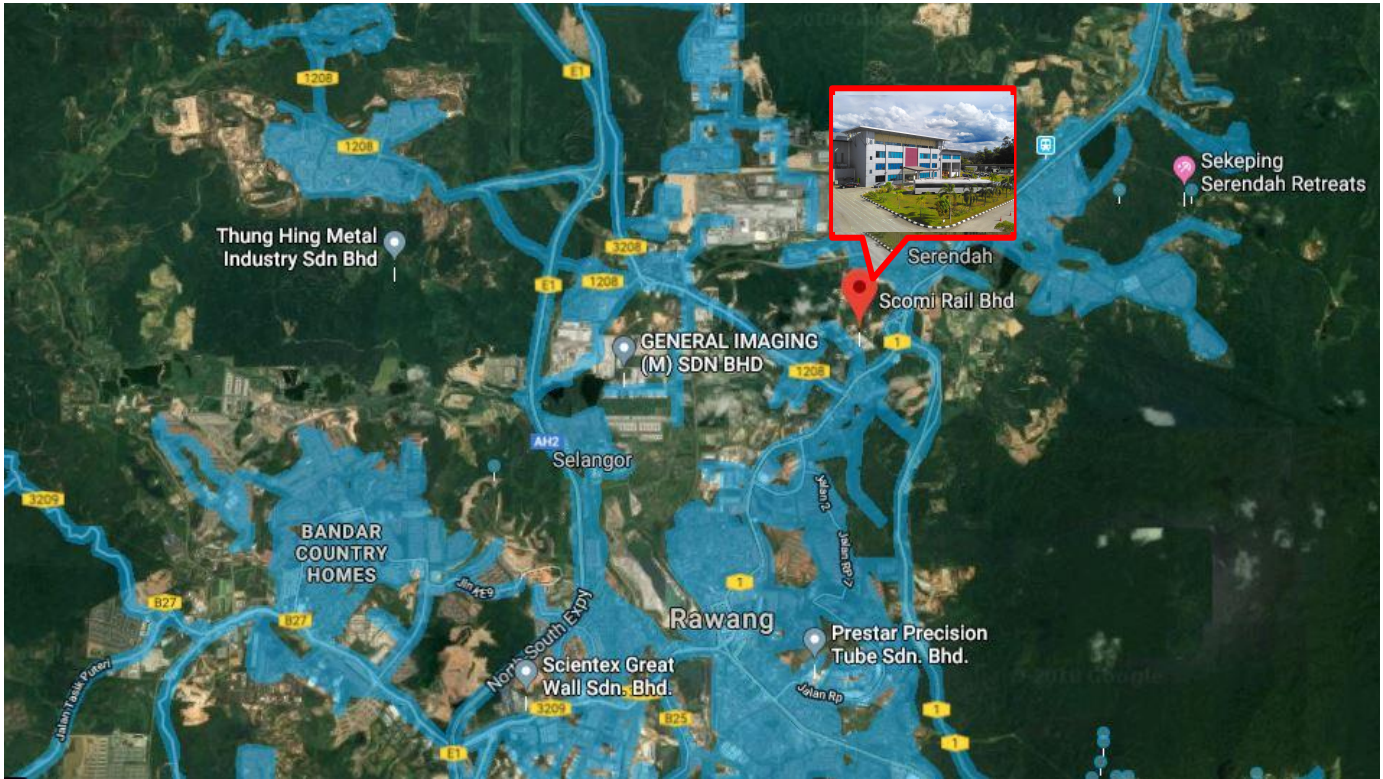 1208
E1
1208
Sekeping
Serendah Retreats
Thung Hing Metal
Industry Sdn Bhd
3208
Serendah
E1
1208
Scomi Rail Bhd
GENERAL IMAGING
(M) SDN BHD
1
1208
AH2
Selangor
3209
Jalan 2
BANDAR
COUNTRY
HOMES
Jalan RP 7
Jln KE9
1
B27
B27
North-South Expy
Rawang
Prestar Precision
Tube Sdn. Bhd.
Scientex Great
Wall Sdn. Bhd.
Jalan Tasik Puteri
Jalan Rp
3209
B25
1
E1
1